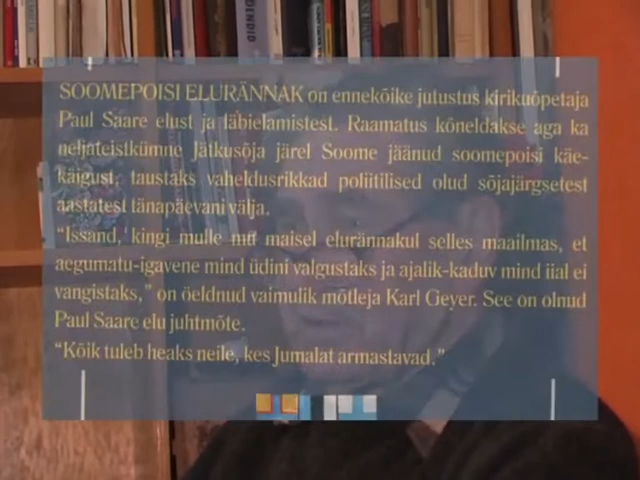 SOOMEPOISI ELURÄNNAK on ennekõike jutustus kirikuõpetaja
Paul Saare elust ja läbielamistest. Raamatus kõneldakse aga ka
neljateistkümne Jätkusõja järel Soome jäänud soomepoisi käe-
käigust, taustaks vaheldusrikkad poliitilised olud sõjajärgsetest
aastatest tänapäevani välja.
"Issand, kingi mulle mu maisel elurännakul selles maailmas, et
aegumatu-igavene mind üdini valgustaks ja ajalik-kaduv mind iial ei
vangistaks," on öeldnud vaimulik mõtleja Karl Geyer. See on olnud
Paul Saare elu juhtmõte.
"Kõik tuleb heaks neile, kes Jumalat armastavad."